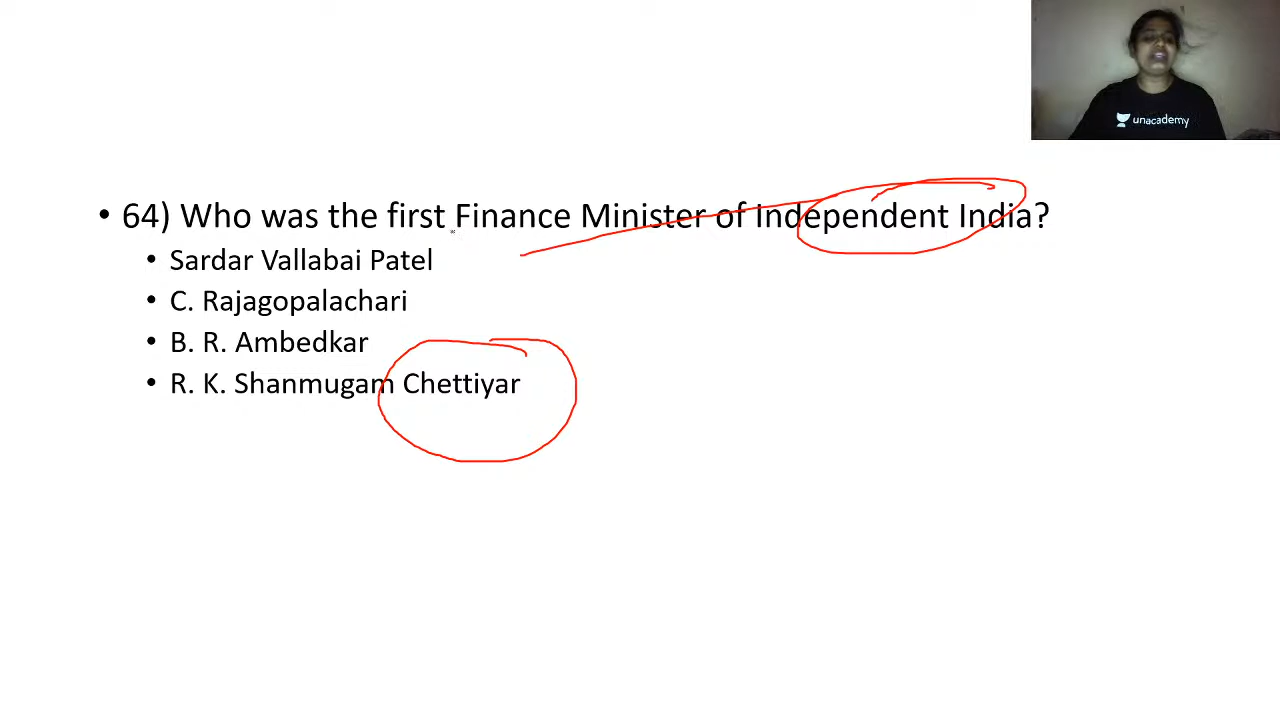 unacademy
• 64) Who was the first Finance Minister of Independent India?
• Sardar Vallabai Patel
• C. Rajagopalachari
• B. R. Ambedkar
• R. K. Shanmugam Chettiyar